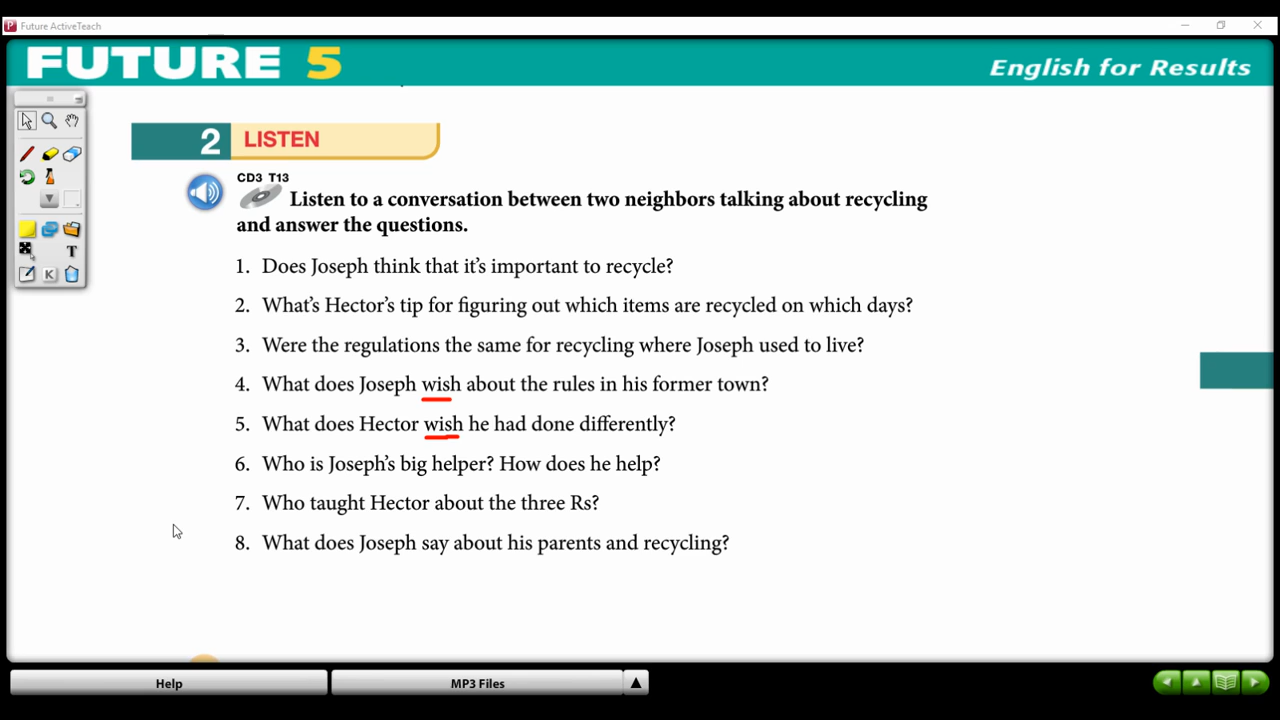 Future ActiveTeach
FUTURE 5
English for Results
2 LISTEN
CD3 T13
Listen to a conversation between two neighbors talking about recycling
and answer the questions.
1. Does Joseph think that it's important to recycle?
2. What's Hector's tip for figuring out which items are recycled on which days?
3. Were the regulations the same for recycling where Joseph used to live?
4. What does Joseph wish about the rules in his former town?
5. What does Hector wish he had done differently?
6. Who is Joseph's big helper? How does he help?
7. Who taught Hector about the three Rs?
8. What does Joseph say about his parents and recycling?
T
K
Help
MP3 Files